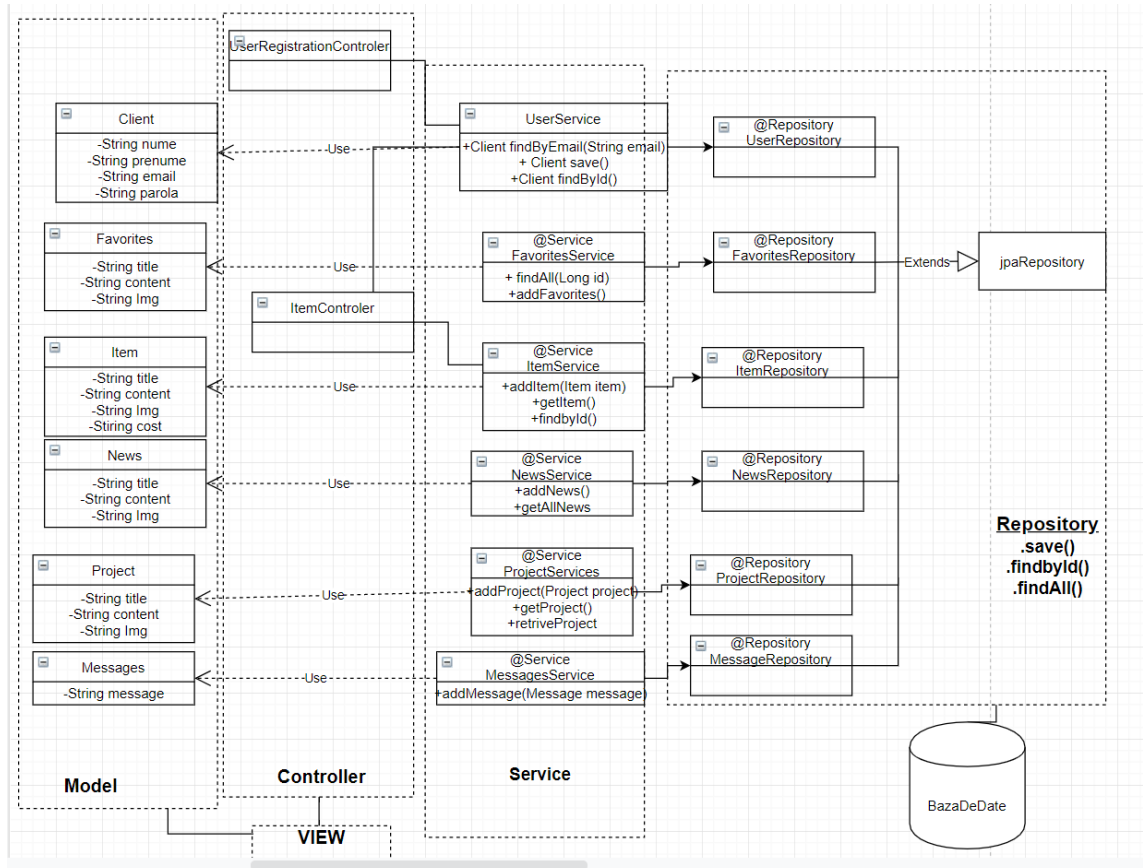 UserRegistrationControler
Client
-String nume
-String prenume
-String email
-String parola
Use
UserService
+Client findByEmail(String email)
+ Client save()
+Client findById()
@Repository
UserRepository
Favorites
-String title
-String content
-String Img
Use
@Service
FavoritesService
+ findAll(Long id)
+addFavorites()
@Repository
FavoritesRepository
Extends
jpaRepository
ItemControler
Item
-String title
-String content
-String Img
-Stiring cost
Use
@Service
ItemService
+addItem(Item item)
+getItem()
+findbyId()
@Repository
ItemRepository
News
-String title
-String content
-String Img
Use
@Service
NewsService
+addNews()
+getAllNews
@Repository
NewsRepository
Repository
.save()
.findbyId()
.findAll()
Project
-String title
-String content
-String Img
Use
@Service
ProjectServices
+addProject(Project project)
+getProject()
+retriveProject
@Repository
ProjectRepository
Messages
-String message
Use
@Service
MessagesService
+addMessage(Message message)
@Repository
MessageRepository
Model
Controller
Service
VIEW
BazaDeDate